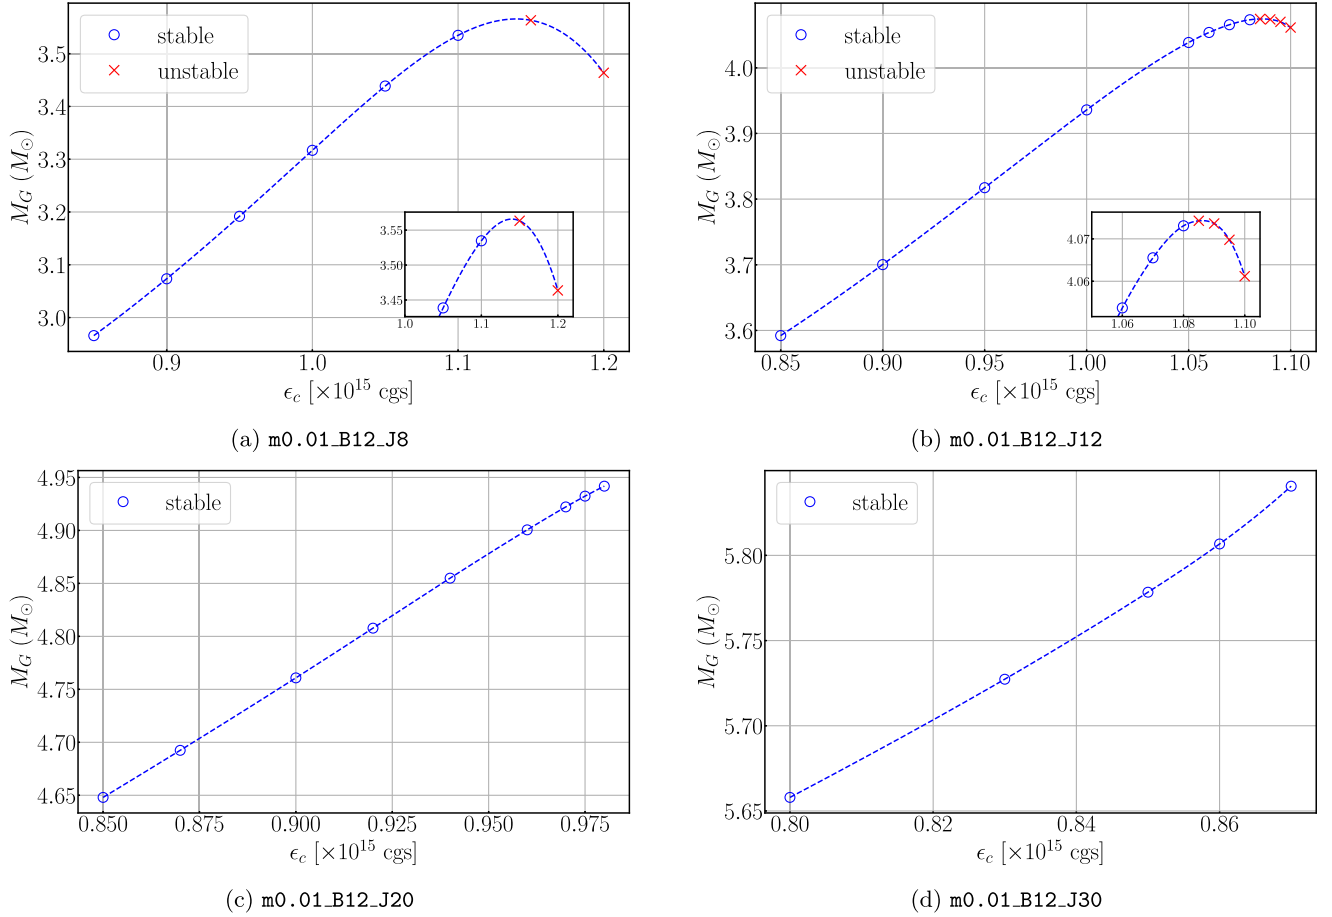 stable
unstable
3.5
3.4
3.3
3.2
3.1
3.0
M_G (M_⊙)
3.55
3.50
3.45
1.0 1.1 1.2
0.9 1.0 1.1 1.2
ϵ_c [×10^15 cgs]
(a) m0.01_B12_J8
stable
unstable
4.0
3.9
3.8
3.7
3.6
M_G (M_⊙)
4.07
4.06
1.06 1.08 1.10
0.85 0.90 0.95 1.00 1.05 1.10
ϵ_c [×10^15 cgs]
(b) m0.01_B12_J12
stable
4.95
4.90
4.85
4.80
4.75
4.70
4.65
M_G (M_⊙)
0.850 0.875 0.900 0.925 0.950 0.975
ϵ_c [×10^15 cgs]
(c) m0.01_B12_J20
stable
5.80
5.75
5.70
5.65
M_G (M_⊙)
0.80 0.82 0.84 0.86
ϵ_c [×10^15 cgs]
(d) m0.01_B12_J30